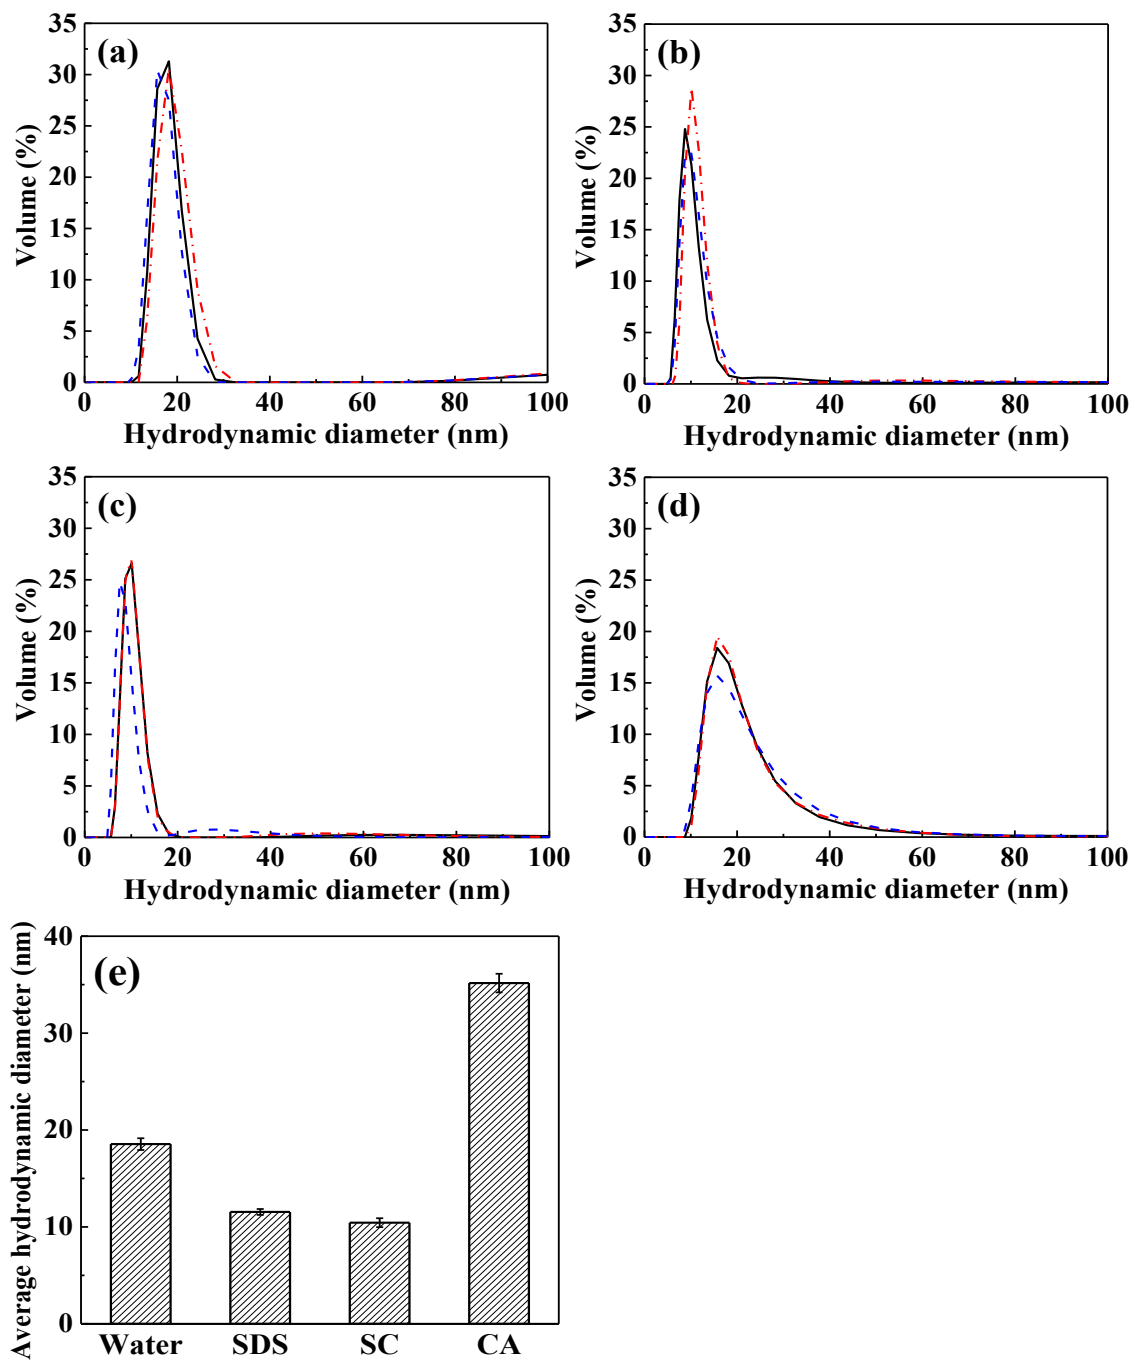 (a)
Volume (%)
35
30
25
20
15
10
5
0
0 20 40 60 80 100
Hydrodynamic diameter (nm)
(b)
Volume (%)
35
30
25
20
15
10
5
0
0 20 40 60 80 100
Hydrodynamic diameter (nm)
(c)
Volume (%)
35
30
25
20
15
10
5
0
0 20 40 60 80 100
Hydrodynamic diameter (nm)
(d)
Volume (%)
35
30
25
20
15
10
5
0
0 20 40 60 80 100
Hydrodynamic diameter (nm)
(e)
Average hydrodynamic diameter (nm)
40
30
20
10
0
Water SDS SC CA